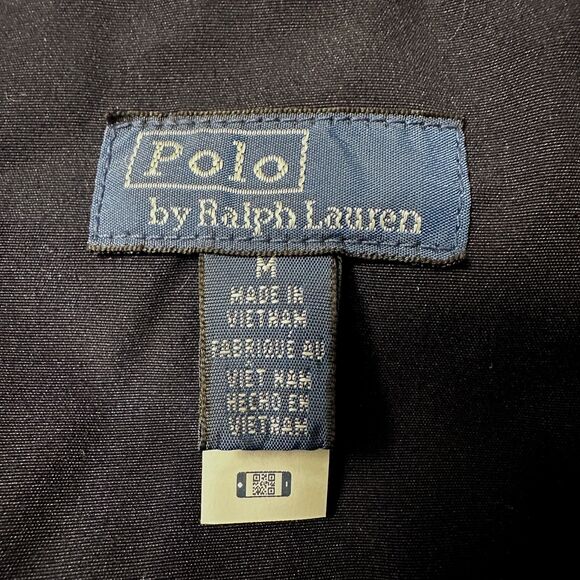 Polo
by Ralph Lauren
M
MADE IN
VIETNAM
FABRIQUE AU
VIET NAM
HECHO EN
VIETNAM